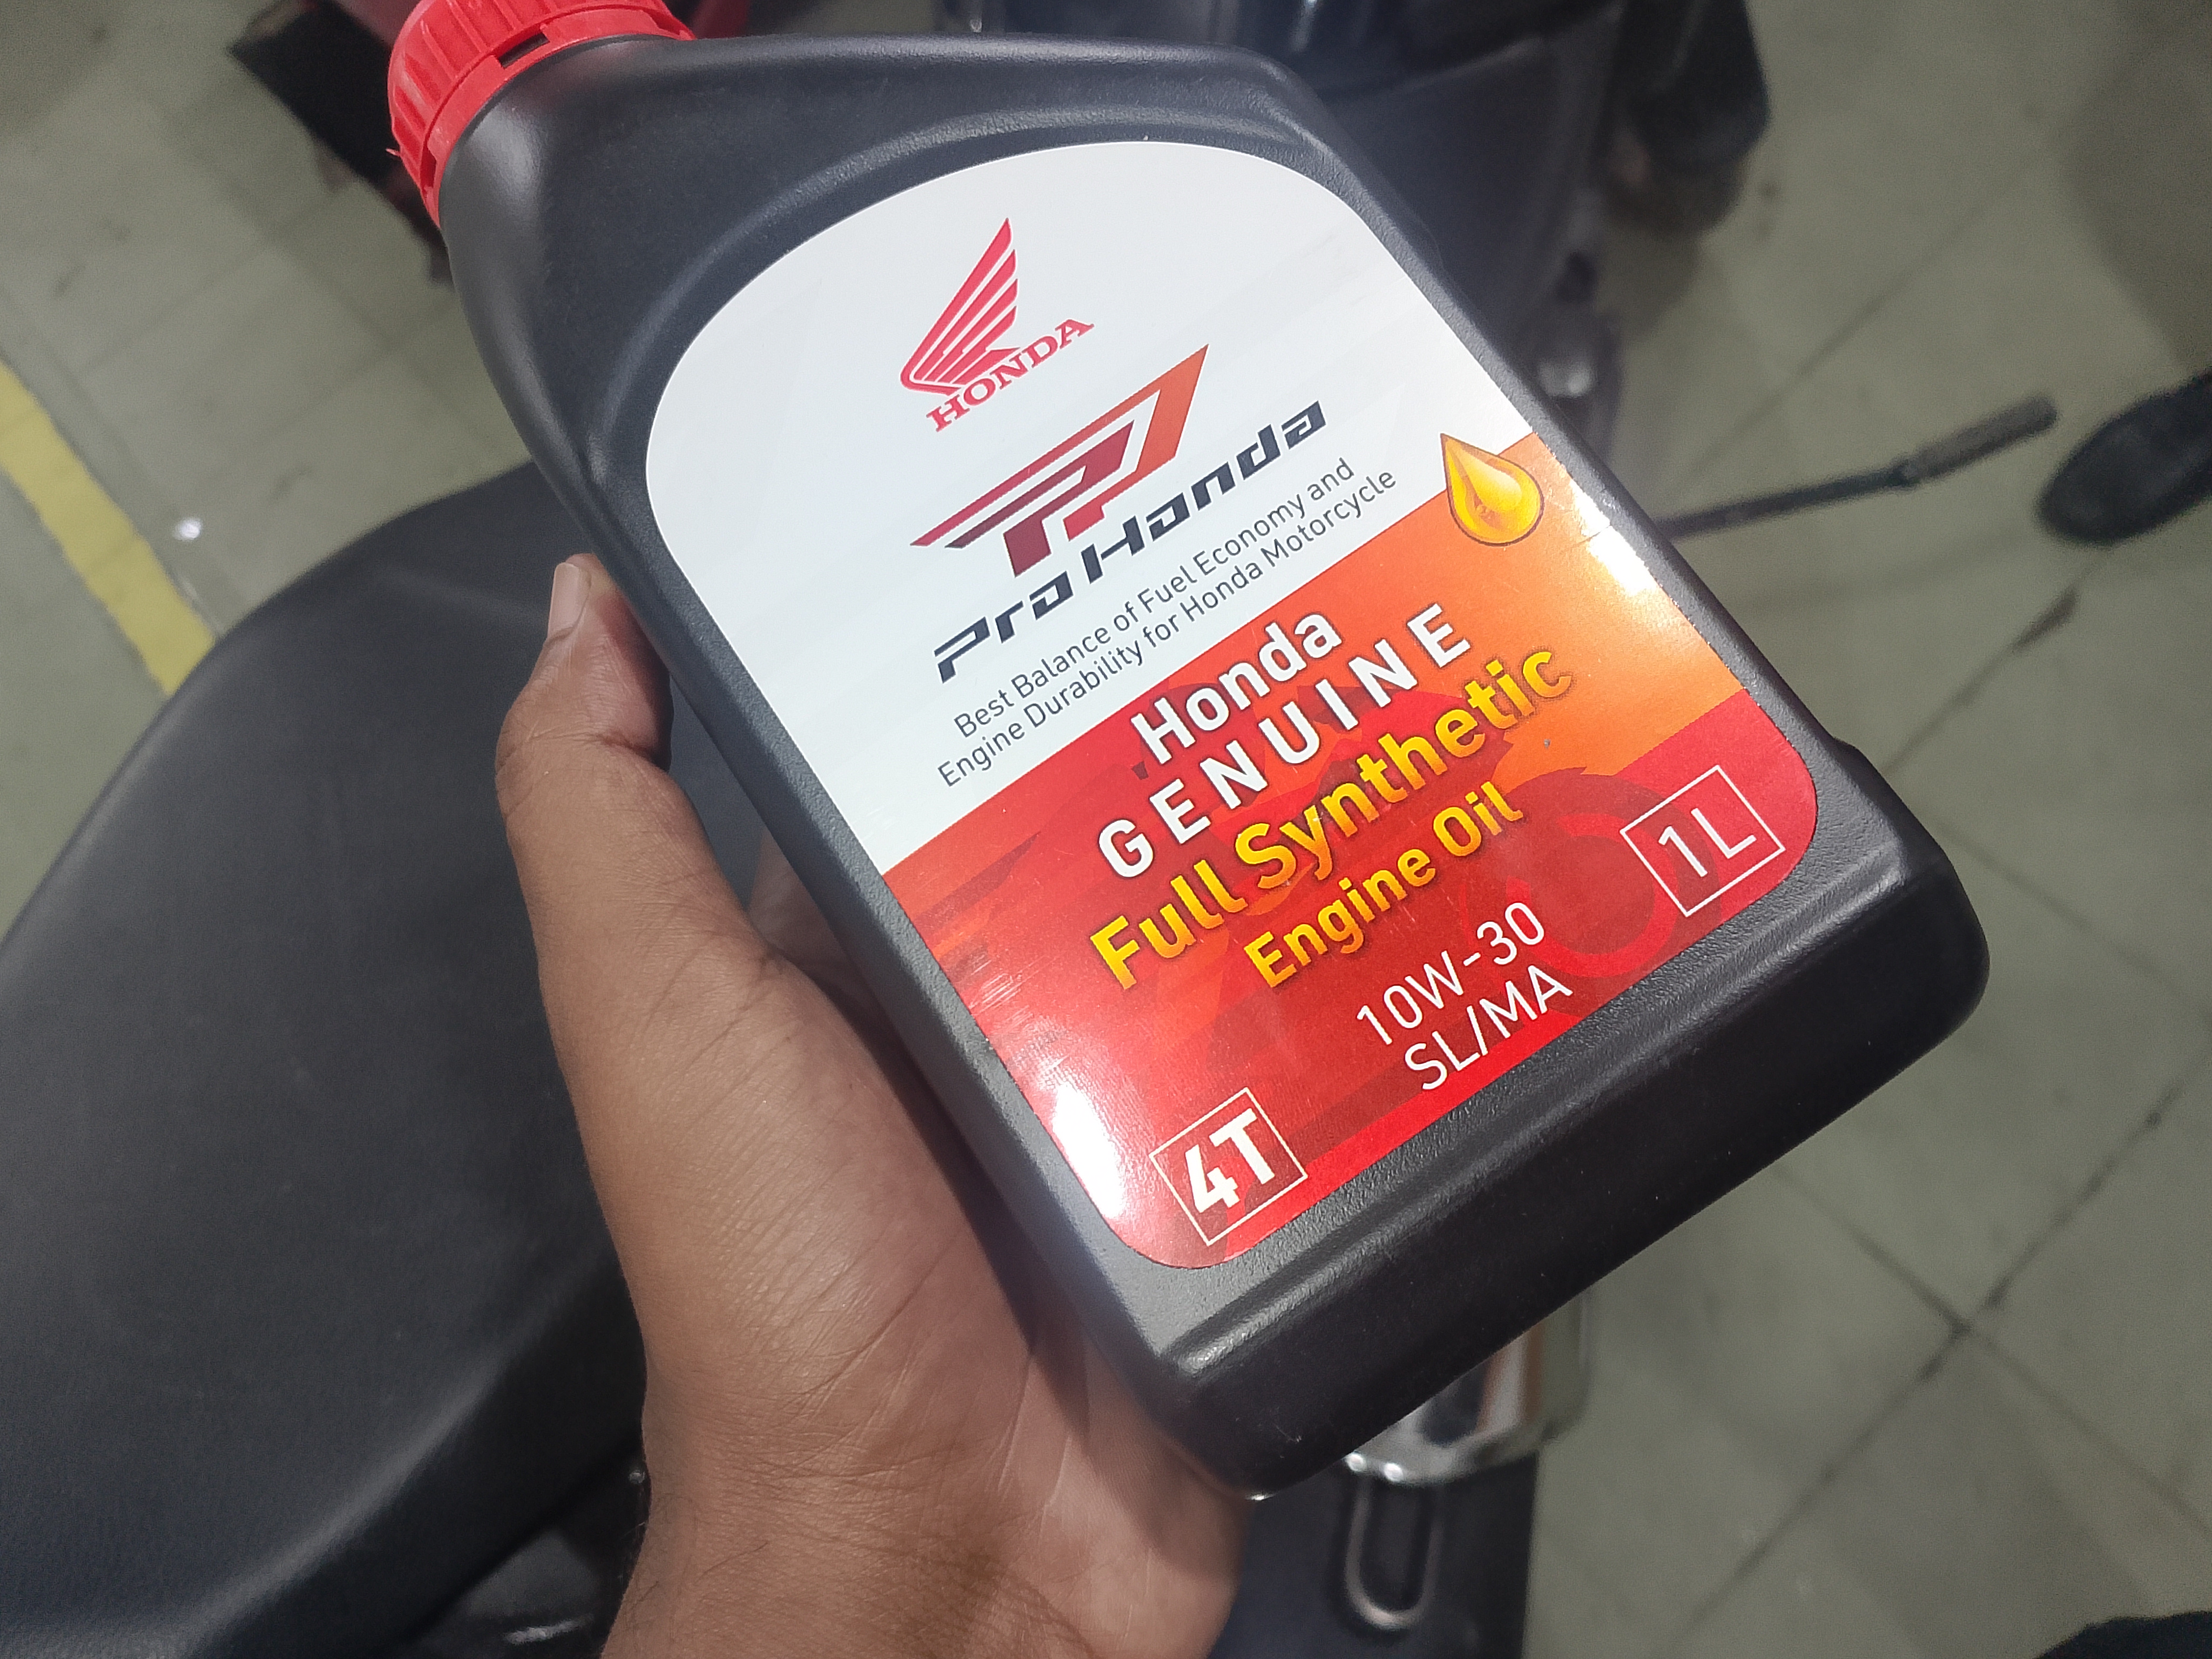 HONDA
Pro Honda
Best Balance of Fuel Economy and
Engine Durability for Honda Motorcycle
Honda
GENUINE
Full Synthetic
Engine Oil
1L
10W-30
SL/MA
4T